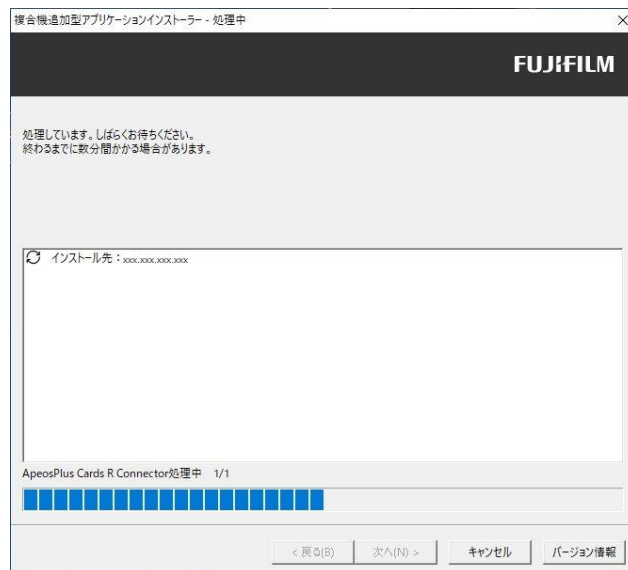 複合機追加型アプリケーションインストーラー - 処理中
FUJIFILM
処理しています。しばらくお待ちください。
終わるまでに数分間かかる場合があります。
インストール先：xxx.xxx.xxx.xxx
ApeosPlus Cards R Connector処理中 1/1
< 戻る(B) 次へ(N) > キャンセル バージョン情報